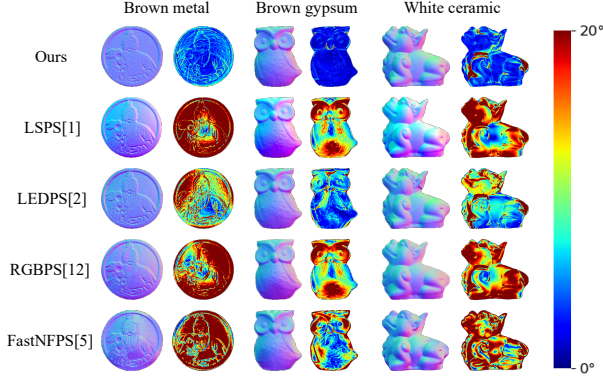 Brown metal Brown gypsum White ceramic
20°
Ours
LSPS[1]
LEDPS[2]
RGBPS[12]
FastNFPS[5]
0°